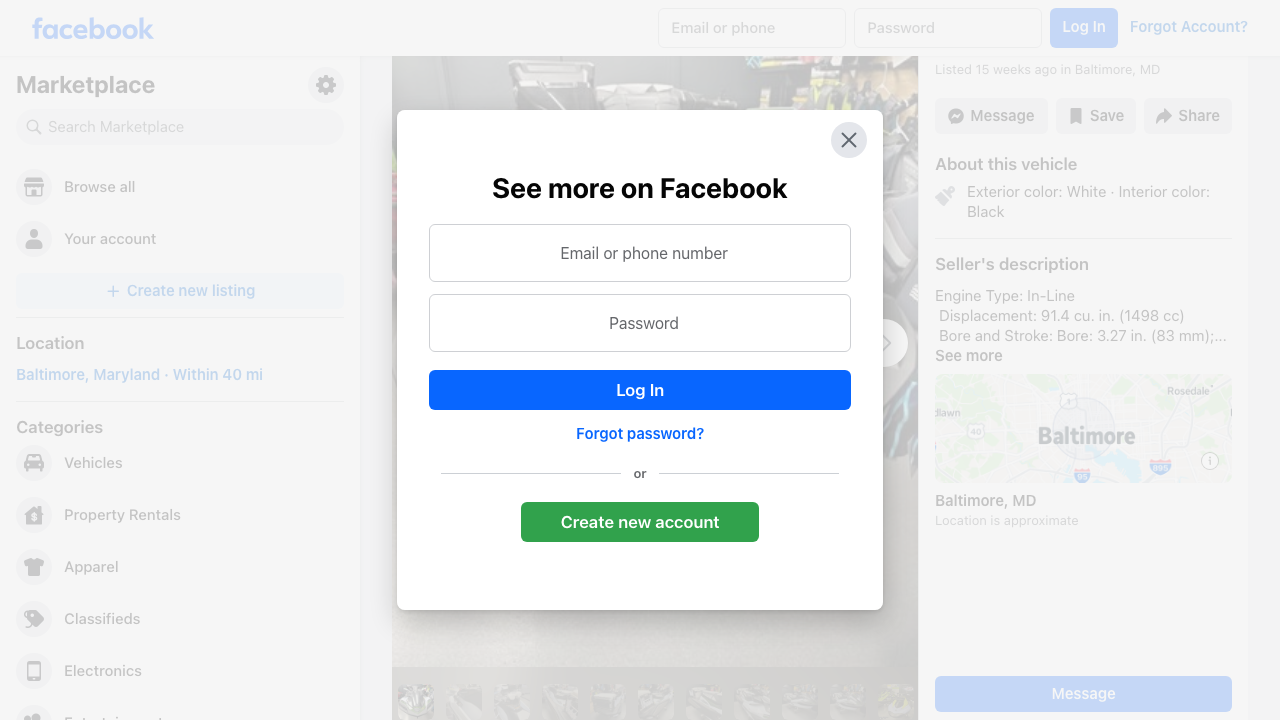 facebook
Email or phone
Password
Log In
Forgot Account?
Marketplace
Search Marketplace
Browse all
Your account
Create new listing
Location
Baltimore, Maryland · Within 40 mi
Categories
Vehicles
Property Rentals
Apparel
Classifieds
Electronics
See more on Facebook
Email or phone number
Password
Log In
Forgot password?
or
Create new account
Listed 15 weeks ago in Baltimore, MD
Message
Save
Share
About this vehicle
Exterior color: White · Interior color:
Black
Seller's description
Engine Type: In-Line
Displacement: 91.4 cu. in. (1498 cc)
Bore and Stroke: Bore: 3.27 in. (83 mm);...
See more
Rosedale
dlawn
40
Baltimore
895
95
Baltimore, MD
Location is approximate
Message